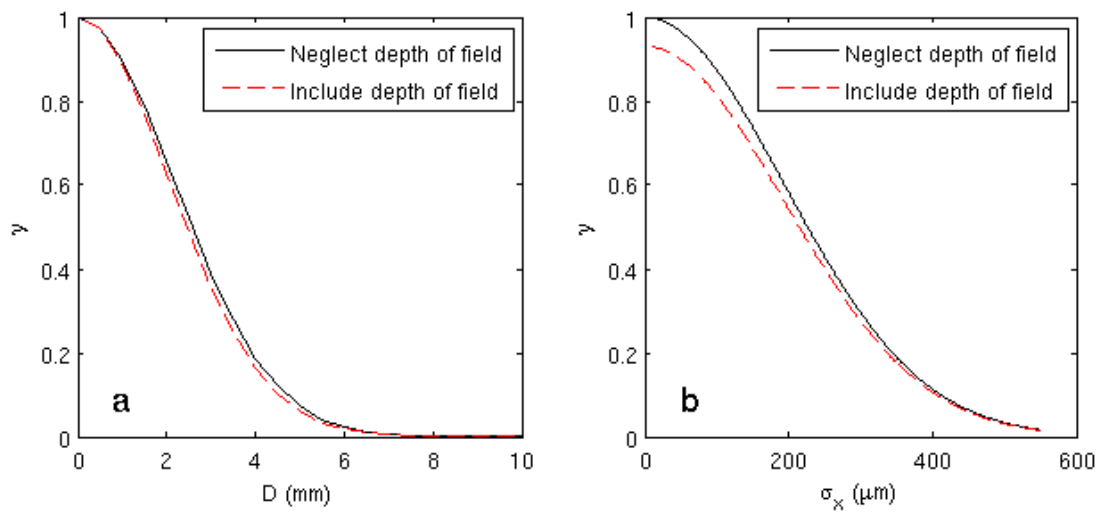 1
0.8
0.6
0.4
0.2
0
γ
0 2 4 6 8 10
D (mm)
Neglect depth of field
Include depth of field
a
1
0.8
0.6
0.4
0.2
0
γ
0 200 400 600
σx (μm)
Neglect depth of field
Include depth of field
b